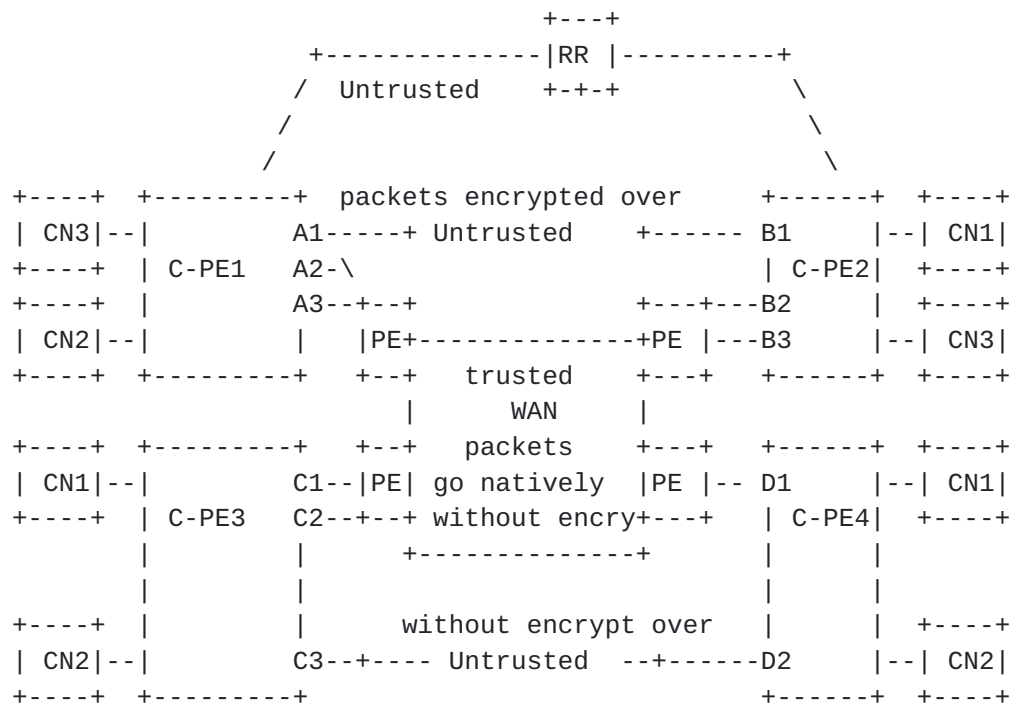 +---+
                   +--------------|RR |----------+
                  /  Untrusted    +-+-+           \
                 /                                 \
                /                                   \
+----+  +---------+  packets encrypted over     +------+  +----+
| CN3|--|         A1-----+ Untrusted    +------ B1     |--| CN1|
+----+  | C-PE1   A2-\                          | C-PE2|  +----+
+----+  |         A3--+--+              +---+---B2     |  +----+
| CN2|--|         |   |PE+--------------+PE |---B3     |--| CN3|
+----+  +---------+   +--+   trusted    +---+   +------+  +----+
                         |      WAN     |
+----+  +---------+   +--+   packets    +---+   +------+  +----+
| CN1|--|         C1--|PE| go natively  |PE |-- D1     |--| CN1|
+----+  | C-PE3   C2--+--+ without encry+---+   | C-PE4|  +----+
        |         |      +--------------+       |      |
        |         |                             |      |
+----+  |         |      without encrypt over   |      |  +----+
| CN2|--|         C3--+---- Untrusted  --+------D2     |--| CN2|
+----+  +---------+                             +------+  +----+